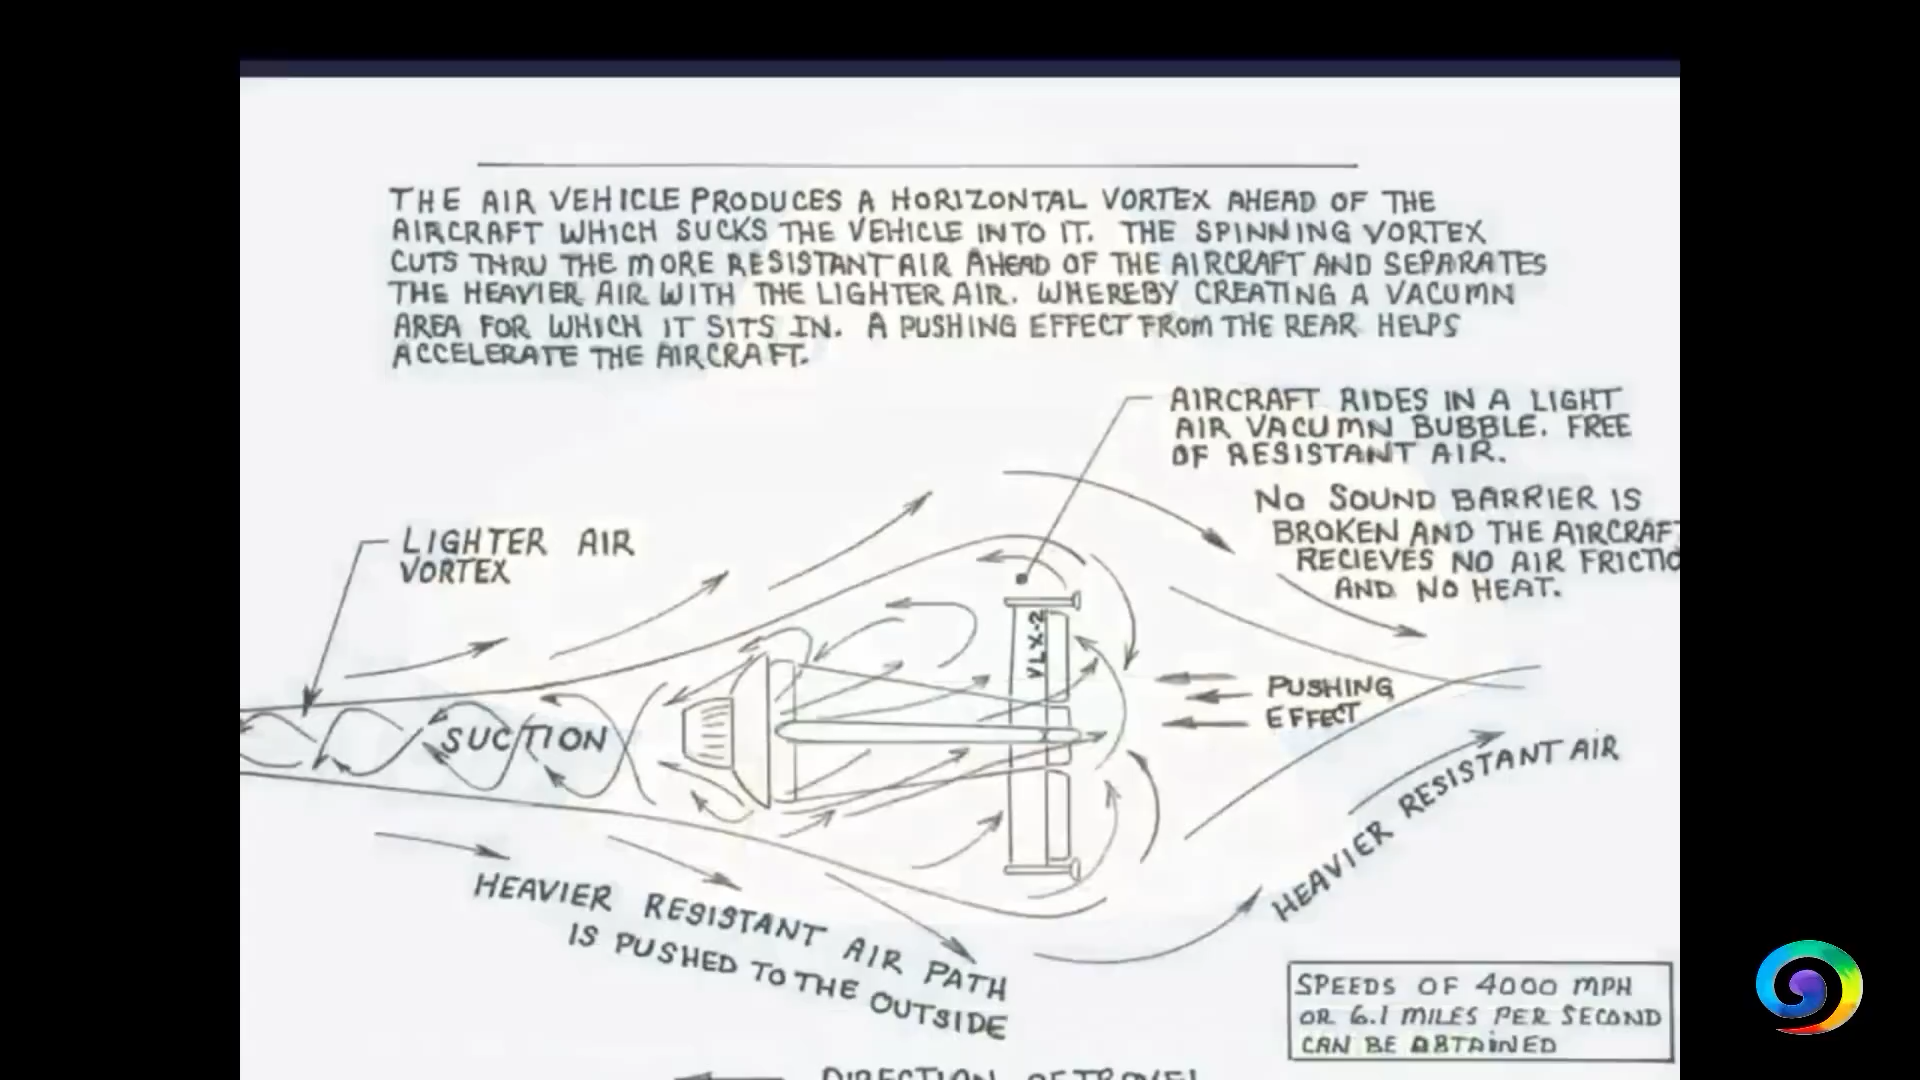 THE AIR VEHICLE PRODUCES A HORIZONTAL VORTEX AHEAD OF THE
AIRCRAFT WHICH SUCKS THE VEHICLE INTO IT. THE SPINNING VORTEX
CUTS THRU THE MORE RESISTANT AIR AHEAD OF THE AIRCRAFT AND SEPARATES
THE HEAVIER AIR WITH THE LIGHTER AIR. WHEREBY CREATING A VACUMN
AREA FOR WHICH IT SITS IN. A PUSHING EFFECT FROM THE REAR HELPS
ACCELERATE THE AIRCRAFT.
AIRCRAFT RIDES IN A LIGHT
AIR VACUMN BUBBLE. FREE
OF RESISTANT AIR.
NO SOUND BARRIER IS
BROKEN AND THE AIRCRAFT
RECIEVES NO AIR FRICTIO
AND NO HEAT.
LIGHTER AIR
VORTEX
VLX-2
SUCTION
PUSHING
EFFECT
HEAVIER RESISTANT AIR
HEAVIER RESISTANT AIR PATH
IS PUSHED TO THE OUTSIDE
SPEEDS OF 4000 MPH
OR 6.1 MILES PER SECOND
CAN BE OBTAINED
DIRECTION OF TRAVEL